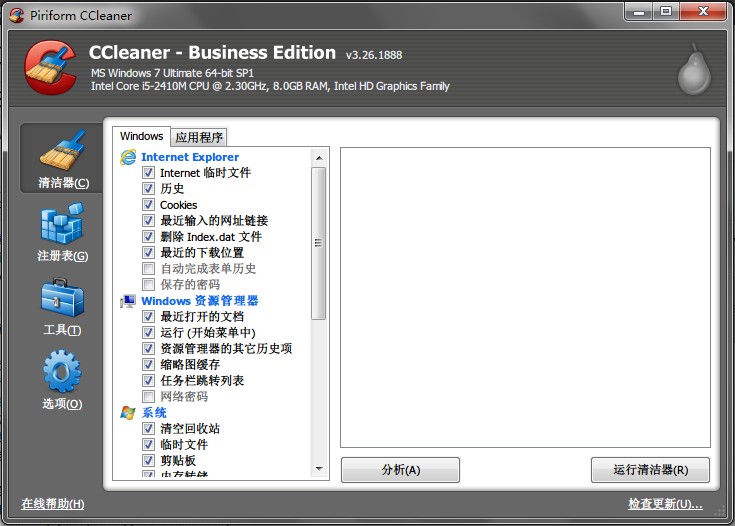 Piriform CCleaner
CCleaner - Business Edition v3.26.1888
MS Windows 7 Ultimate 64-bit SP1
Intel Core i5-2410M CPU @ 2.30GHz, 8.0GB RAM, Intel HD Graphics Family
清洁器(C)
注册表(G)
工具(T)
选项(O)
Windows 应用程序
Internet Explorer
Internet 临时文件
历史
Cookies
最近输入的网址链接
删除 Index.dat 文件
最近的下载位置
自动完成表单历史
保存的密码
Windows 资源管理器
最近打开的文档
运行 (开始菜单中)
资源管理器的其它历史项
缩略图缓存
任务栏跳转列表
网络密码
系统
清空回收站
临时文件
剪贴板
内存转储
分析(A)
运行清洁器(R)
在线帮助(H)
检查更新(U)...